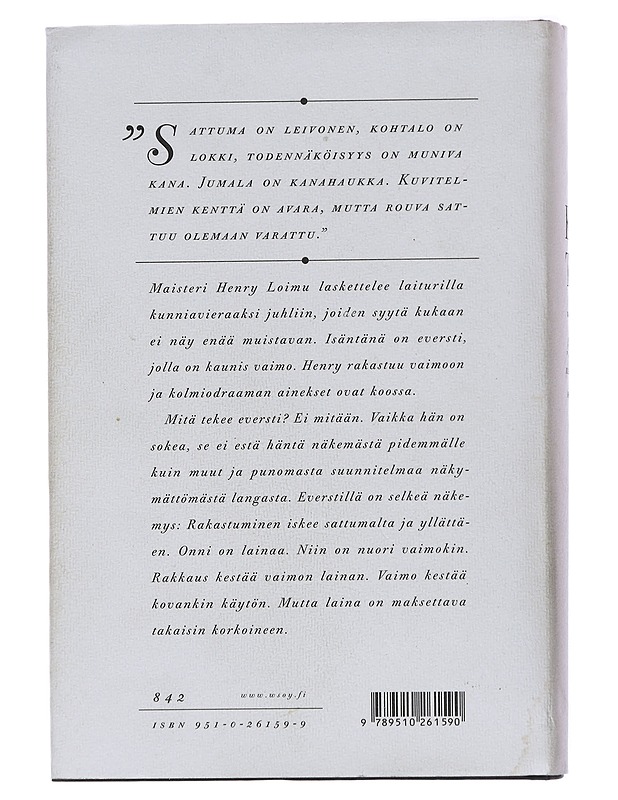 ”SATTUMA ON LEIVONEN, KOHTALO ON
LOKKI, TODENNÄKÖISYYS ON MUNIVA
KANA. JUMALA ON KANAHAUKKA. KUVITEL-
MIEN KENTTÄ ON AVARA, MUTTA ROUVA SAT-
TUU OLEMAAN VARATTU.”
Maisteri Henry Loimu laskettelee laiturilla
kunniavieraaksi juhliin, joiden syytä kukaan
ei näy enää muistavan. Isäntänä on eversti,
jolla on kaunis vaimo. Henry rakastuu vaimoon
ja kolmiodraaman ainekset ovat koossa.
Mitä tekee eversti? Ei mitään. Vaikka hän on
sokea, se ei estä häntä näkemästä pidemmälle
kuin muut ja punomasta suunnitelmaa näky-
mättömästä langasta. Everstillä on selkeä näke-
mys: Rakastuminen iskee sattumalta ja yllättä-
en. Onni on lainaa. Niin on nuori vaimokin.
Rakkaus kestää vaimon lainan. Vaimo kestää
kovankin käytön. Mutta laina on maksettava
takaisin korkoineen.
842 www.wsoy.fi
ISBN 951-0-26159-9
9 789510 261590